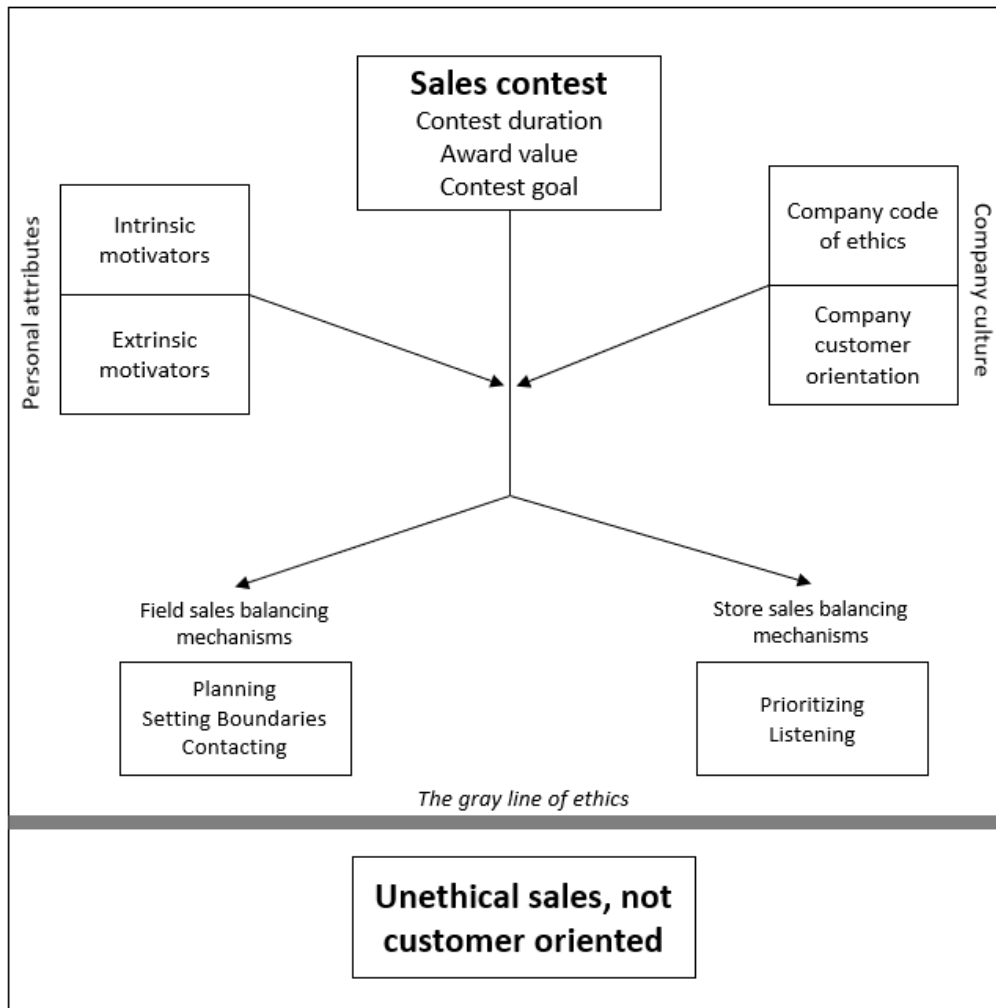 Sales contest
Contest duration
Award value
Contest goal
Personal attributes
Intrinsic
motivators
Extrinsic
motivators
Company code
of ethics
Company
customer
orientation
Company culture
Field sales balancing
mechanisms
Planning
Setting Boundaries
Contacting
Store sales balancing
mechanisms
Prioritizing
Listening
The gray line of ethics
Unethical sales, not
customer oriented